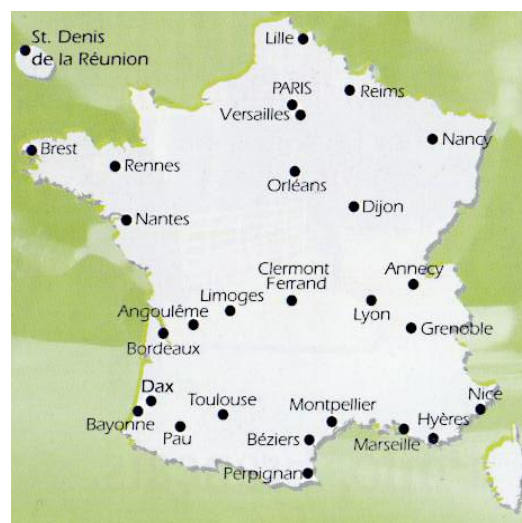 Lille
St. Denis
de la Réunion
PARIS
Reims
Versailles
Nancy
Brest
Rennes
Orléans
Dijon
Nantes
Clermont
Ferrand
Annecy
Limoges
Angoulême
Lyon
Grenoble
Bordeaux
Dax
Toulouse
Nice
Montpellier
Hyères
Bayonne
Pau
Béziers
Marseille
Perpignan